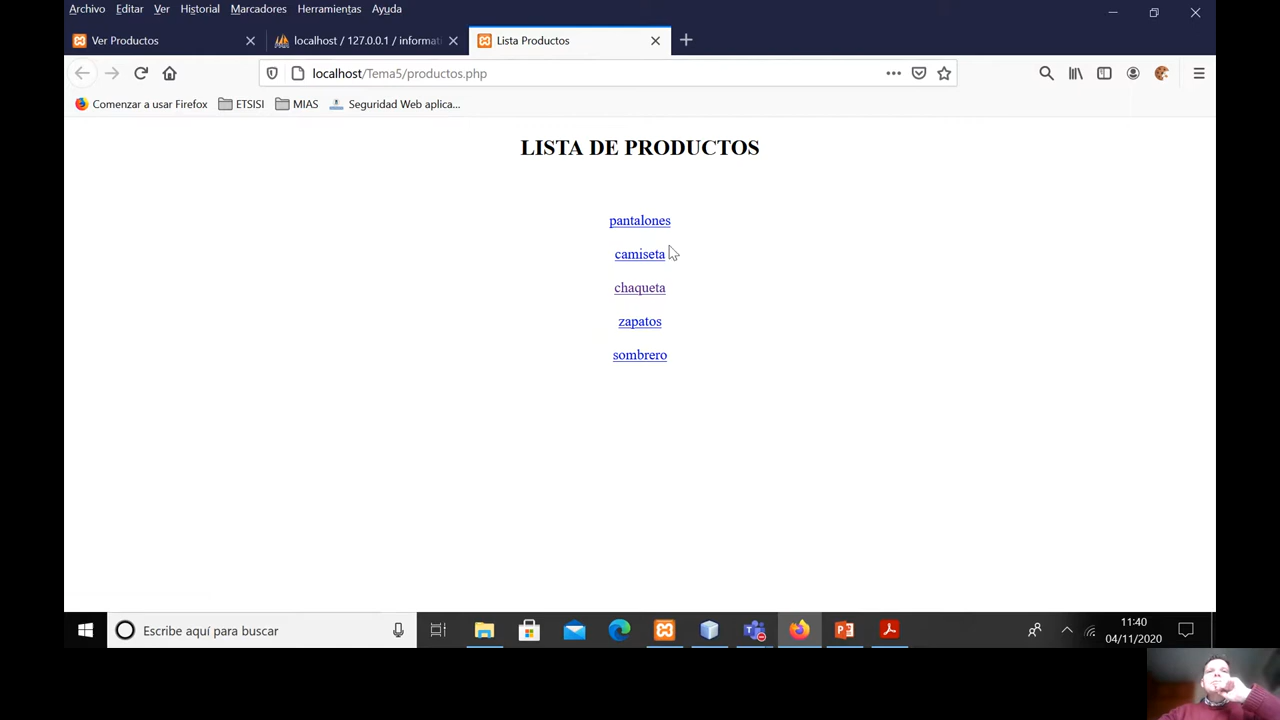 Archivo Editar Ver Historial Marcadores Herramientas Ayuda
Ver Productos localhost / 127.0.0.1 / informati Lista Productos
localhost/Tema5/productos.php
Comenzar a usar Firefox ETSISI MIAS Seguridad Web aplica...
LISTA DE PRODUCTOS
pantalones
camiseta
chaqueta
zapatos
sombrero
Escribe aquí para buscar
11:40
04/11/2020